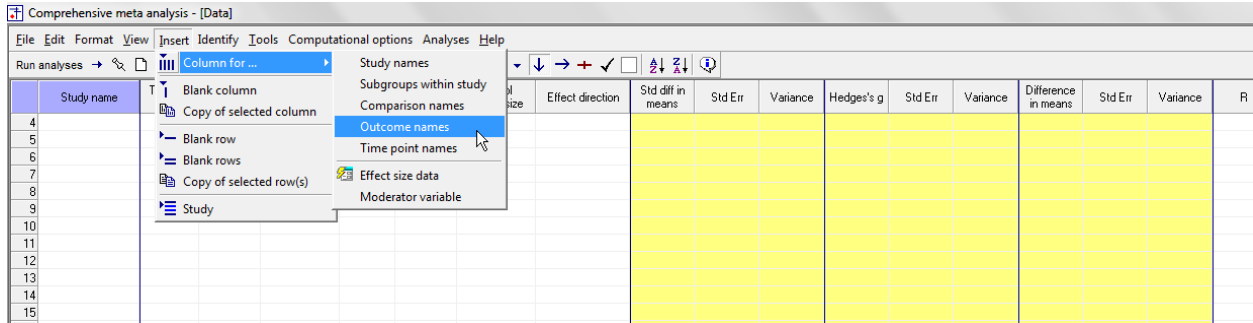 Comprehensive meta analysis - [Data]
File Edit Format View Insert Identify Tools Computational options Analyses Help
Run analyses
Column for ...
Blank column
Copy of selected column
Blank row
Blank rows
Copy of selected row(s)
Study
Study names
Subgroups within study
Comparison names
Outcome names
Time point names
Effect size data
Moderator variable
Study name Effect direction Std diff in means Std Err Variance Hedges's g Std Err Variance Difference in means Std Err Variance R
4
5
6
7
8
9
10
11
12
13
14
15